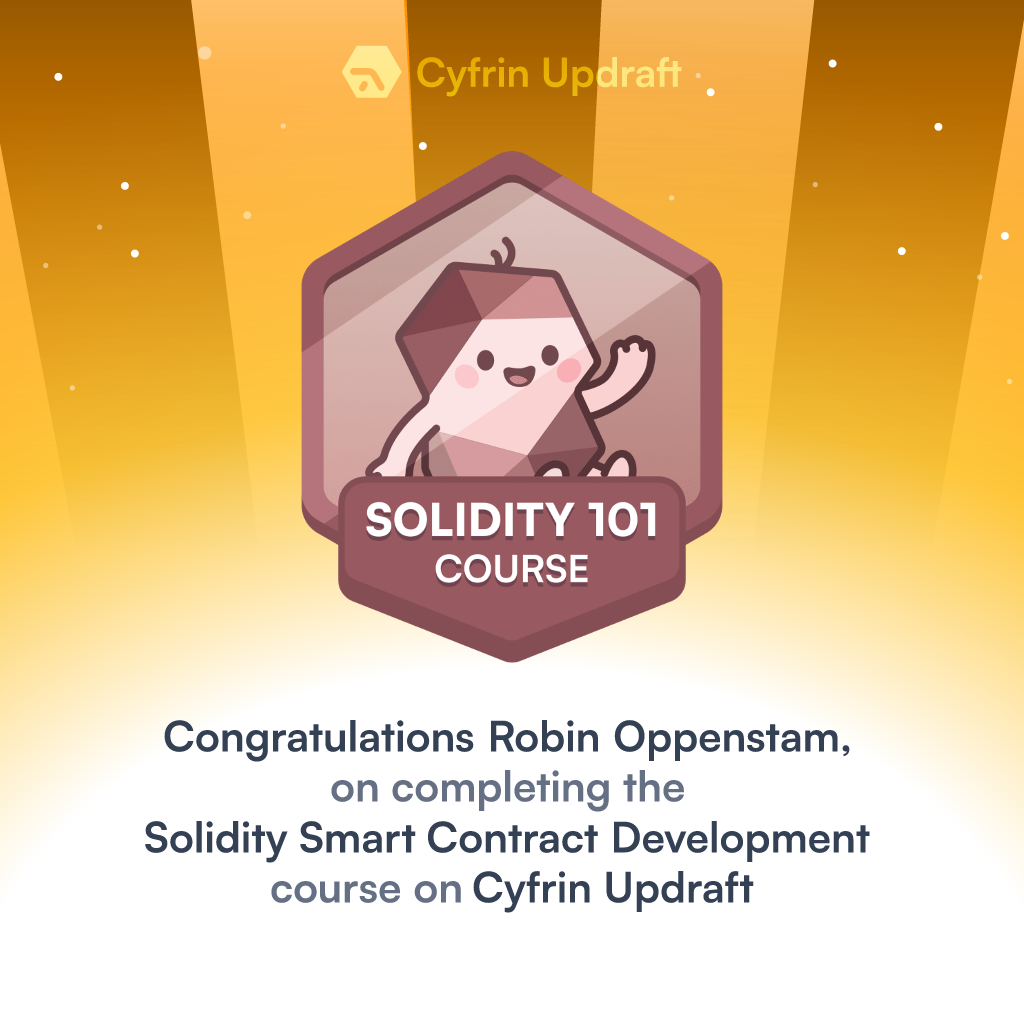 Cyfrin Updraft
SOLIDITY 101
COURSE
Congratulations Robin Oppenstam,
on completing the
Solidity Smart Contract Development
course on Cyfrin Updraft